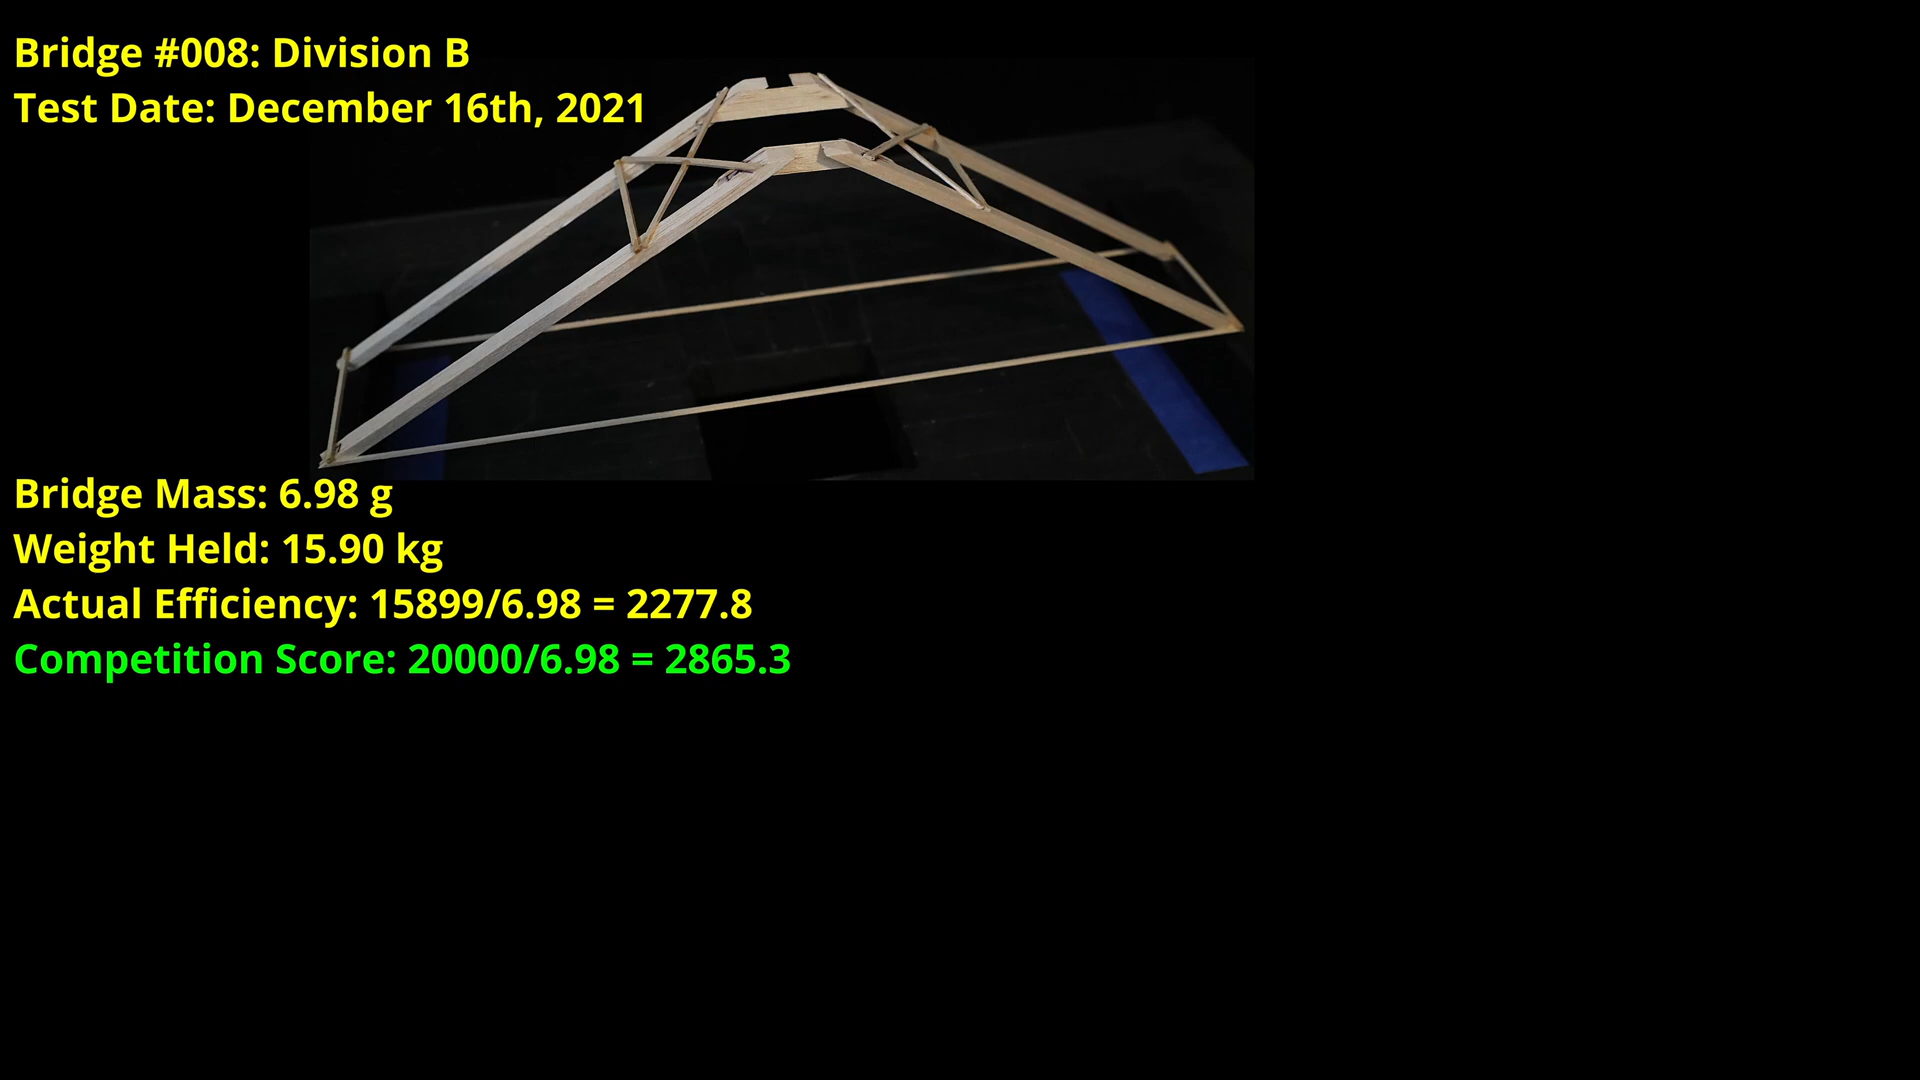 Bridge #008: Division B
Test Date: December 16th, 2021
Bridge Mass: 6.98 g
Weight Held: 15.90 kg
Actual Efficiency: 15899/6.98 = 2277.8
Competition Score: 20000/6.98 = 2865.3